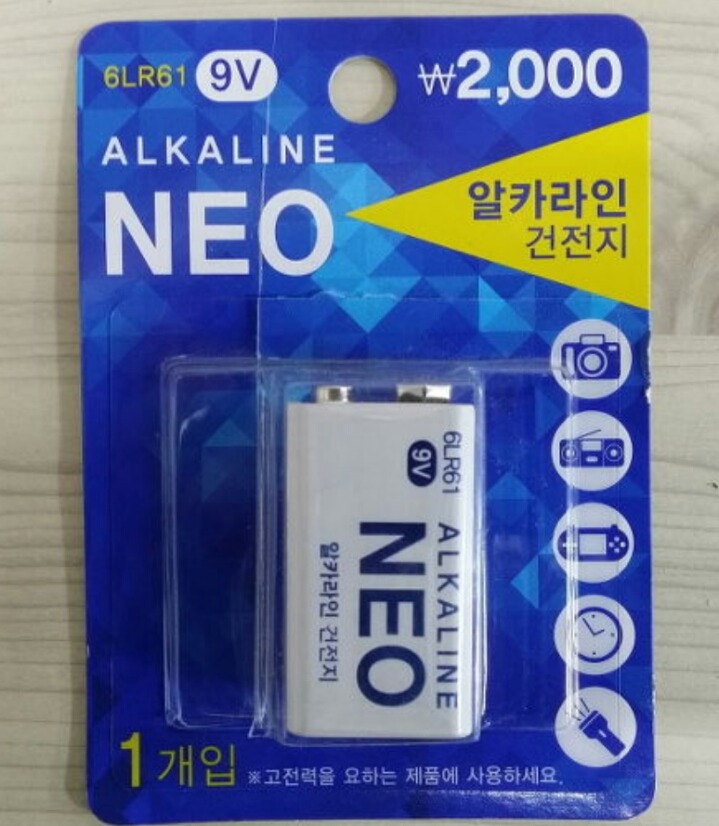 6LR61 9V
₩2,000
ALKALINE
NEO
알카라인
건전지
6LR61 9V
ALKALINE
NEO
알카라인 건전지
1개입 ※고전력을 요하는 제품에 사용하세요.